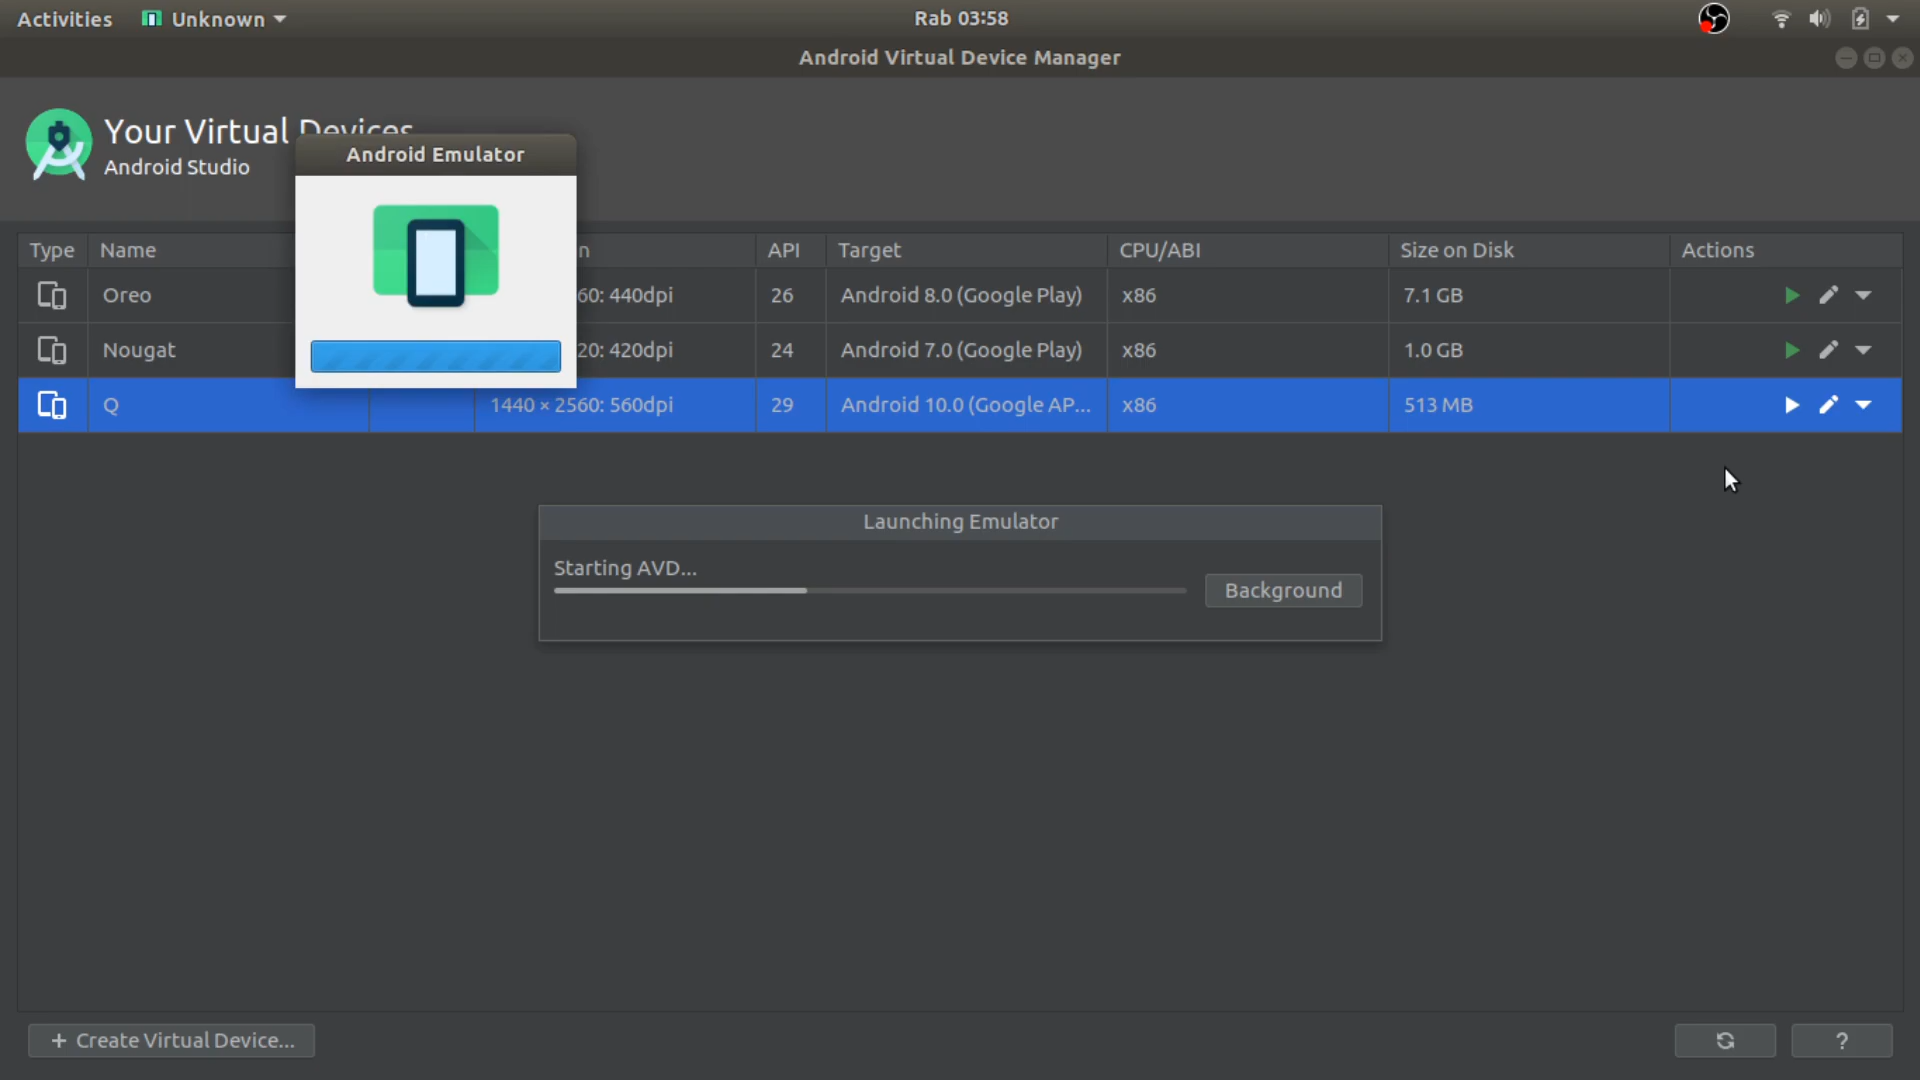 Activities Unknown Rab 03:58
Android Virtual Device Manager
Your Virtual Devices
Android Studio
Android Emulator
Type Name n API Target CPU/ABI Size on Disk Actions
Oreo 60: 440dpi 26 Android 8.0 (Google Play) x86 7.1 GB
Nougat 20: 420dpi 24 Android 7.0 (Google Play) x86 1.0 GB
Q 1440 × 2560: 560dpi 29 Android 10.0 (Google AP... x86 513 MB
Launching Emulator
Starting AVD...
Background
+ Create Virtual Device... ?